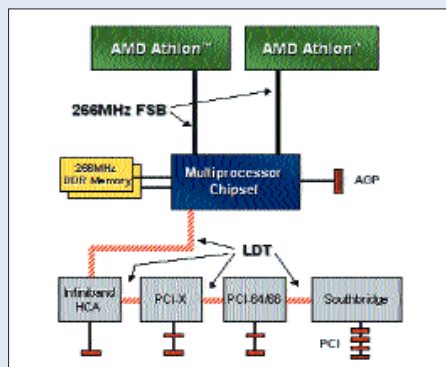 AMD Athlon™
AMD Athlon™
266MHz FSB
266MHz
DDR Memory
Multiprocessor
Chipset
AGP
LDT
Infiniband
HCA
PCI-X
PCI-64/66
Southbridge
PCI